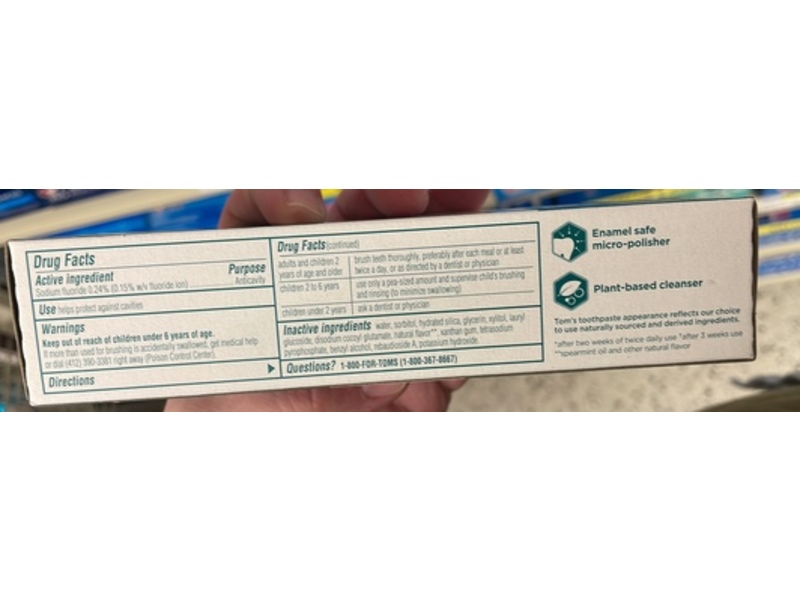 Drug Facts
Active ingredient Purpose
Sodium fluoride 0.24% (0.15% w/v fluoride ion) Anticavity
Use helps protect against cavities
Warnings
Keep out of reach of children under 6 years of age.
If more than used for brushing is accidentally swallowed, get medical help
or dial (412) 390-3381 right away (Poison Control Center).
Directions
Drug Facts (continued)
adults and children 2
years of age and older
brush teeth thoroughly, preferably after each meal or at least
twice a day, or as directed by a dentist or physician
children 2 to 6 years
use only a pea-sized amount and supervise child's brushing
and rinsing (to minimize swallowing)
children under 2 years
ask a dentist or physician
Inactive ingredients water, sorbitol, hydrated silica, glycerin, xylitol, lauryl
glucoside, disodium cocoyl glutamate, natural flavor**, xanthan gum, tetrasodium
pyrophosphate, benzyl alcohol, rebaudioside A, potassium hydroxide.
Questions? 1-800-FOR-TOMS (1-800-367-8667)
Enamel safe
micro-polisher
Plant-based cleanser
Tom's toothpaste appearance reflects our choice
to use naturally sourced and derived ingredients.
after two weeks of twice daily use after 3 weeks use
**spearmint oil and other natural flavor